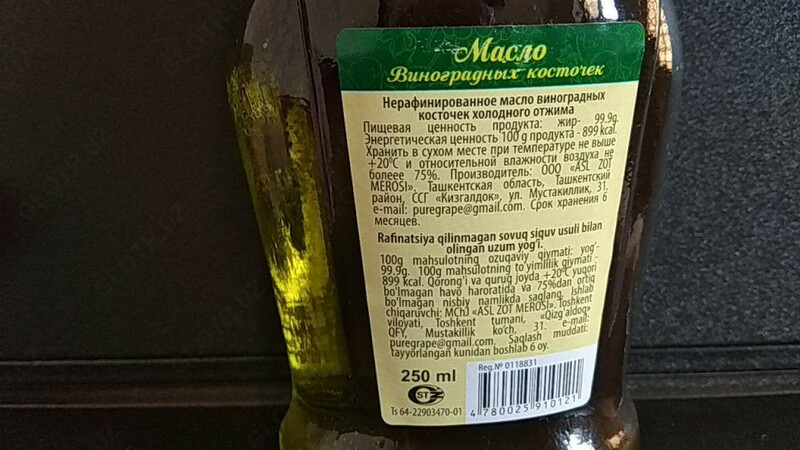 Масло
Виноградных косточек
Нерафинированное масло виноградных
косточек холодного отжима
Пищевая ценность продукта: жир- 99.9g.
Энергетическая ценность 100 g продукта - 899 kcal.
Хранить в сухом месте при температуре не выше
+20°C и относительной влажности воздуха не
болеее 75%. Производитель: ООО «ASL ZOT
MEROSI». Ташкентская область, Ташкентский
район, ССГ «Кизгалдок», ул. Мустакиллик, 31.
e-mail: puregrape@gmail.com. Срок хранения 6
месяцев.
Rafinatsiya qilinmagan sovuq siguv usuli bilan
olingan uzum yog'i.
100g mahsulotning ozuqaviy qiymati: yog'-
99.9g. 100g mahsulotning to'yimlilik qiymati -
899 kcal. Qorong'i va quruq joyda +20°C yuqori
bo'lmagan havo haroratida va 75%dan ortiq
bo'lmagan nisbiy namlikda saqlang. Ishlab
chiqaruvchi: MChJ «ASL ZOT MEROSI». Toshkent
viloyati, Toshkent tumani, «Qizg'aldoq»
QFY, Mustakillik ko'ch, 31. e-mail:
puregrape@gmail.com. Saqlash muddati:
tayyorlangan kunidan boshlab 6 oy.
250 ml
Reg.№ 0118831
ST
Ts 64-22903470-01
4 780025 910121